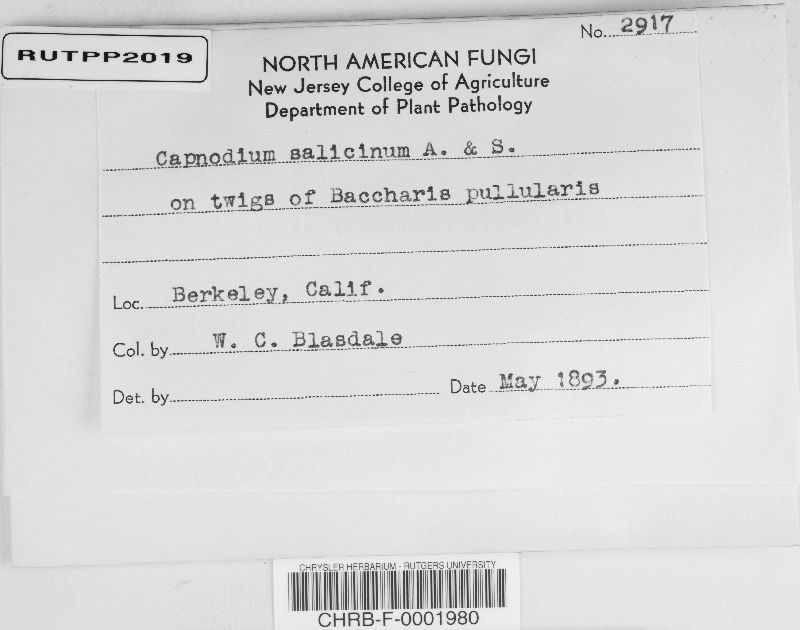 No. 2917
RUTPP2019
NORTH AMERICAN FUNGI
New Jersey College of Agriculture
Department of Plant Pathology
Capnodium salicinum A. & S.
on twigs of Baccharis pullularis
Loc. Berkeley, Calif.
Col. by W. C. Blasdale
Det. by Date May 1893.
CHRYSLER HERBARIUM - RUTGERS UNIVERSITY
CHRB-F-0001980